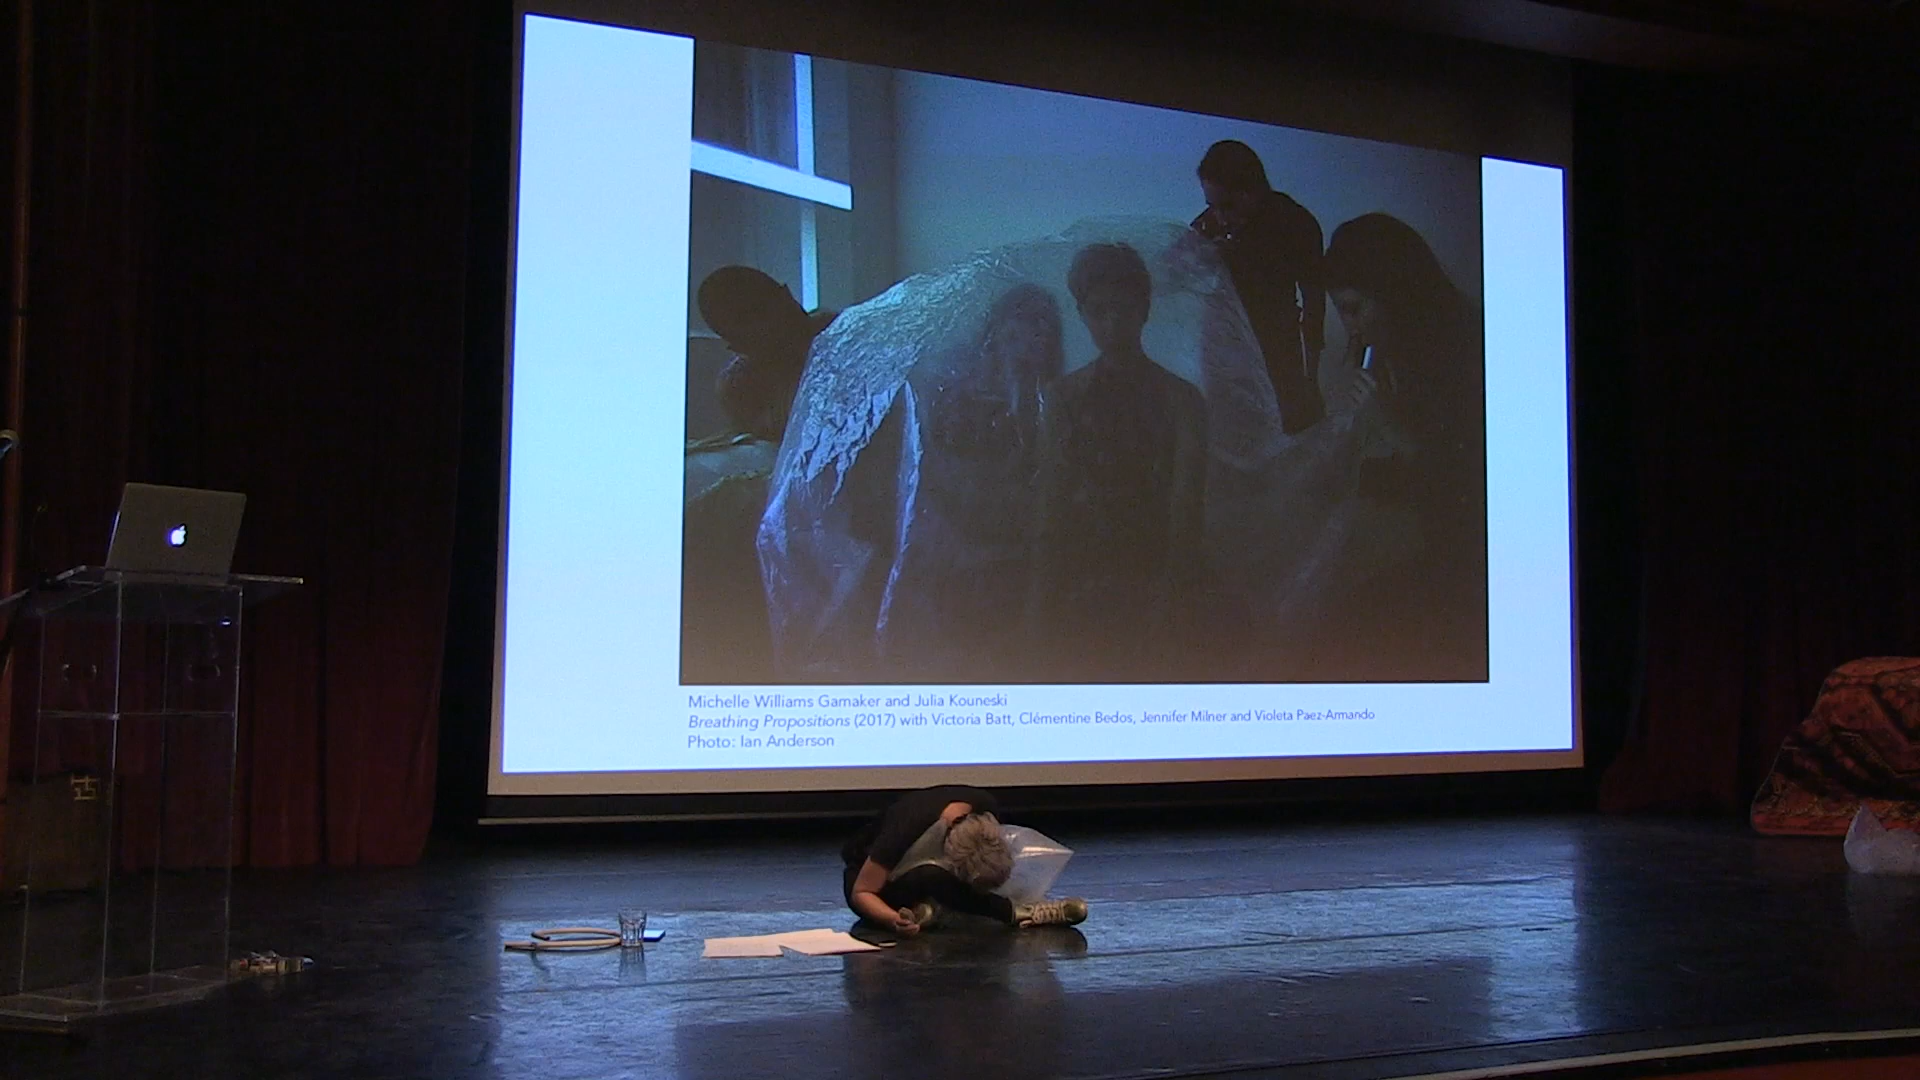 Michelle Williams Gamaker and Julia Kouneski
Breathing Propositions (2017) with Victoria Batt, Clémentine Bedos, Jennifer Milner and Violeta Paez-Armando
Photo: Ian Anderson